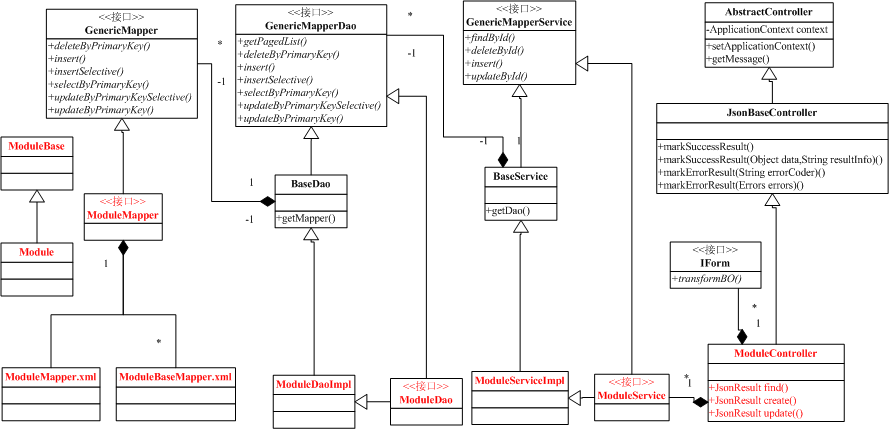 <<接口>>
GenericMapper
+deleteByPrimaryKey()
+insert()
+insertSelective()
+selectByPrimaryKey()
+updateByPrimaryKeySelective()
+updateByPrimaryKey()
*
-1
<<接口>>
GenericMapperDao
+getPagedList()
+deleteByPrimaryKey()
+insert()
+insertSelective()
+selectByPrimaryKey()
+updateByPrimaryKeySelective()
+updateByPrimaryKey()
*
-1
<<接口>>
GenericMapperService
+findById()
+deleteById()
+insert()
+updateById()
AbstractController
-ApplicationContext context
+setApplicationContext()
+getMessage()
JsonBaseController
+markSuccessResult()
+markSuccessResult(Object data,String resultInfo)()
+markErrorResult(String errorCoder)()
+markErrorResult(Errors errors)()
ModuleBase
Module
<<接口>>
ModuleMapper
1
*
1
-1
BaseDao
+getMapper()
-1
1
BaseService
+getDao()
<<接口>>
IForm
+transformBO()
*
1
ModuleMapper.xml
ModuleBaseMapper.xml
ModuleDaoImpl
<<接口>>
ModuleDao
ModuleServiceImpl
<<接口>>
ModuleService
*
1
ModuleController
+JsonResult find()
+JsonResult create()
+JsonResult update(()